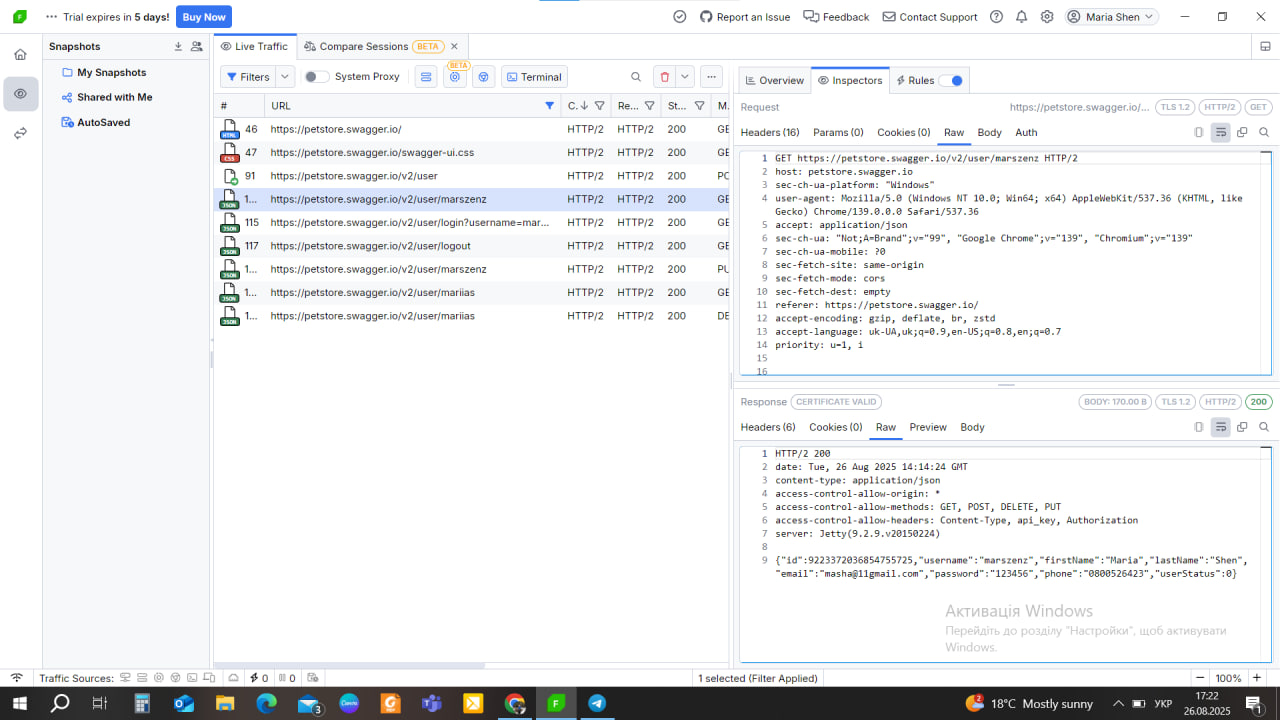 Trial expires in 5 days! Buy Now Report an Issue Feedback Contact Support Maria Shen
Snapshots
My Snapshots
Shared with Me
AutoSaved
Live Traffic Compare Sessions BETA
Filters System Proxy BETA Terminal
# URL C. Re... St... M.
HTML 46 https://petstore.swagger.io/ HTTP/2 HTTP/2 200 GE
CSS 47 https://petstore.swagger.io/swagger-ui.css HTTP/2 HTTP/2 200 GE
91 https://petstore.swagger.io/v2/user HTTP/2 HTTP/2 200 PO
JSON 1... https://petstore.swagger.io/v2/user/marszenz HTTP/2 HTTP/2 200 GE
JSON 115 https://petstore.swagger.io/v2/user/login?username=mar... HTTP/2 HTTP/2 200 GE
JSON 117 https://petstore.swagger.io/v2/user/logout HTTP/2 HTTP/2 200 GE
JSON 1... https://petstore.swagger.io/v2/user/marszenz HTTP/2 HTTP/2 200 PU
JSON 1... https://petstore.swagger.io/v2/user/mariias HTTP/2 HTTP/2 200 GE
JSON 1... https://petstore.swagger.io/v2/user/mariias HTTP/2 HTTP/2 200 DE
Overview Inspectors Rules
Request https://petstore.swagger.io/... TLS 1.2 HTTP/2 GET
Headers (16) Params (0) Cookies (0) Raw Body Auth
1 GET https://petstore.swagger.io/v2/user/marszenz HTTP/2
2 host: petstore.swagger.io
3 sec-ch-ua-platform: "Windows"
4 user-agent: Mozilla/5.0 (Windows NT 10.0; Win64; x64) AppleWebKit/537.36 (KHTML, like
Gecko) Chrome/139.0.0.0 Safari/537.36
5 accept: application/json
6 sec-ch-ua: "Not;A=Brand";v="99", "Google Chrome";v="139", "Chromium";v="139"
7 sec-ch-ua-mobile: ?0
8 sec-fetch-site: same-origin
9 sec-fetch-mode: cors
10 sec-fetch-dest: empty
11 referer: https://petstore.swagger.io/
12 accept-encoding: gzip, deflate, br, zstd
13 accept-language: uk-UA,uk;q=0.9,en-US;q=0.8,en;q=0.7
14 priority: u=1, i
15
16
Response CERTIFICATE VALID BODY: 170.00 B TLS 1.2 HTTP/2 200
Headers (6) Cookies (0) Raw Preview Body
1 HTTP/2 200
2 date: Tue, 26 Aug 2025 14:14:24 GMT
3 content-type: application/json
4 access-control-allow-origin: *
5 access-control-allow-methods: GET, POST, DELETE, PUT
6 access-control-allow-headers: Content-Type, api_key, Authorization
7 server: Jetty(9.2.9.v20150224)
8
9 {"id":9223372036854755725,"username":"marszenz","firstName":"Maria","lastName":"Shen",
"email":"masha@11gmail.com","password":"123456","phone":"0800526423","userStatus":0}
Активація Windows
Перейдіть до розділу "Настройки", щоб активувати
Windows.
Traffic Sources: 0 0 1 selected (Filter Applied) 100%
3 Canva 2 18°C Mostly sunny УКР 17:22
26.08.2025 1